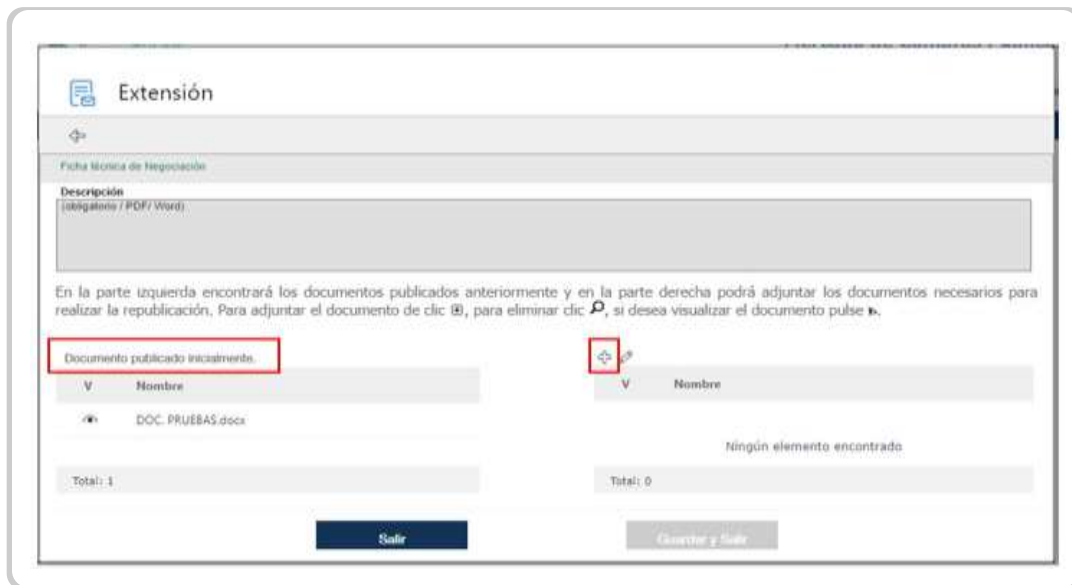 Extensión
Ficha técnica de Negociación
Descripción
(obligatorio / PDF/ Word)
En la parte izquierda encontrará los documentos publicados anteriormente y en la parte derecha podrá adjuntar los documentos necesarios para
realizar la republicación. Para adjuntar el documento de clic, para eliminar clic, si desea visualizar el documento pulse.
Documento publicado inicialmente.
V Nombre
DOC. PRUEBAS.docx
Total: 1
V Nombre
Ningún elemento encontrado
Total: 0
Salir
Guardar y Salir